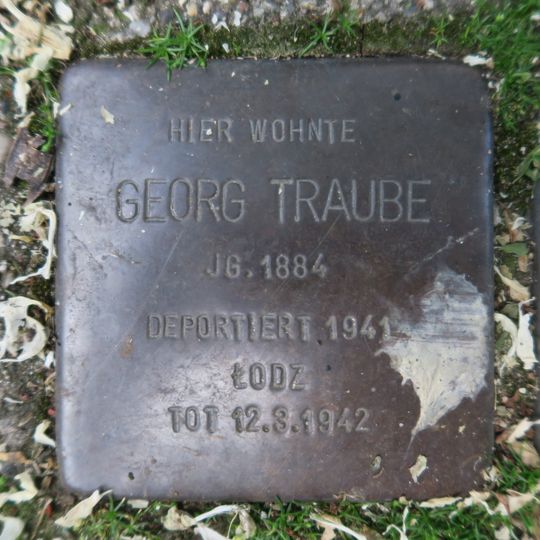 HIER WOHNTE
GEORG TRAUBE
JG. 1884
DEPORTIERT 1941
ŁODZ
TOT 12.3.1942